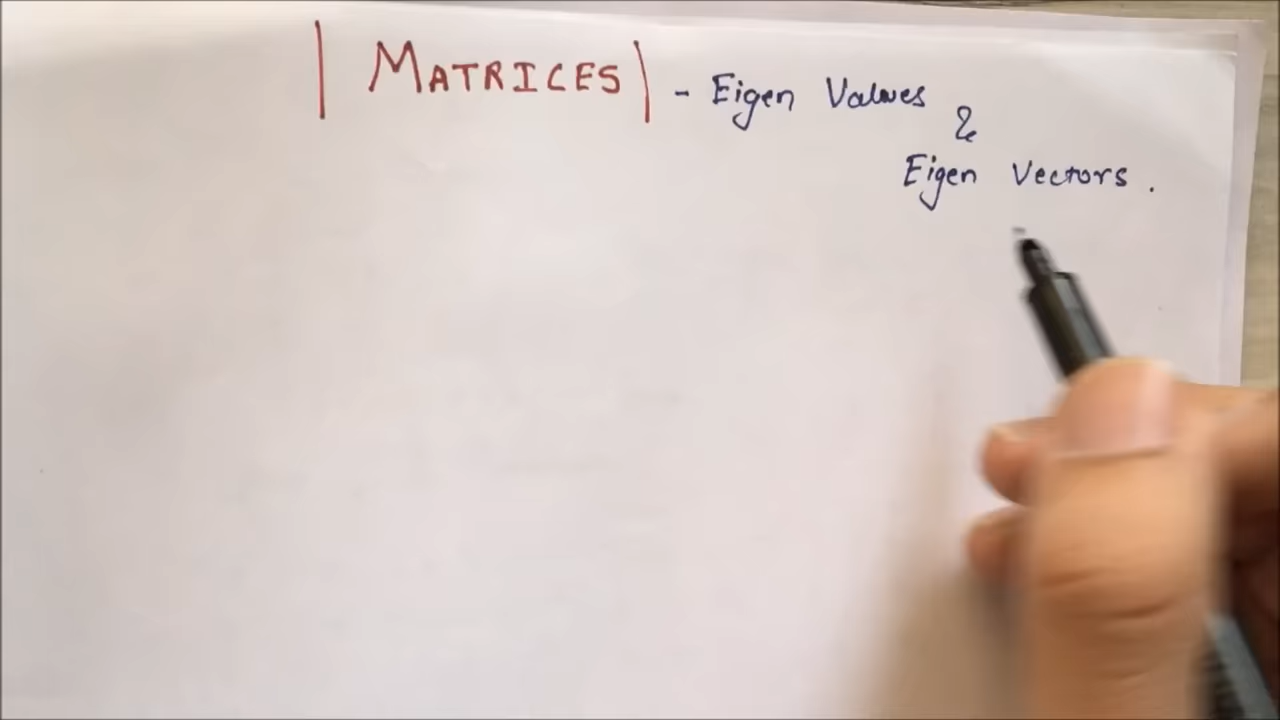 | MATRICES | - Eigen Values
&
Eigen Vectors .